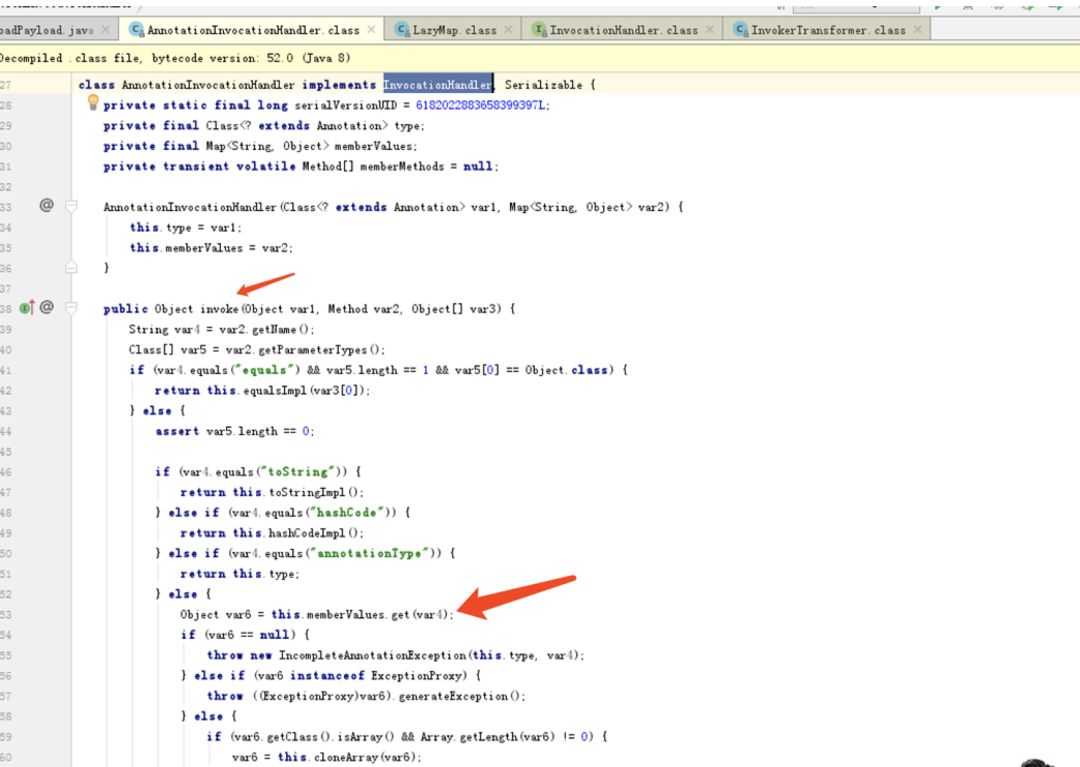 oadPayload.java × AnnotationInvocationHandler.class × LazyMap.class × InvocationHandler.class × InvokerTransformer.class ×
Decompiled .class file, bytecode version: 52.0 (Java 8)
27 class AnnotationInvocationHandler implements InvocationHandler, Serializable {
28 private static final long serialVersionUID = 6182022883658399397L;
29 private final Class<? extends Annotation> type;
30 private final Map<String, Object> memberValues;
31 private transient volatile Method[] memberMethods = null;
32
33 @ AnnotationInvocationHandler(Class<? extends Annotation> var1, Map<String, Object> var2) {
34 this.type = var1;
35 this.memberValues = var2;
36 }
37
38 @ public Object invoke(Object var1, Method var2, Object[] var3) {
39 String var4 = var2.getName();
40 Class[] var5 = var2.getParameterTypes();
41 if (var4.equals("equals") && var5.length == 1 && var5[0] == Object.class) {
42 return this.equalsImpl(var3[0]);
43 } else {
44 assert var5.length == 0;
45
46 if (var4.equals("toString")) {
47 return this.toStringImpl();
48 } else if (var4.equals("hashCode")) {
49 return this.hashCodeImpl();
50 } else if (var4.equals("annotationType")) {
51 return this.type;
52 } else {
53 Object var6 = this.memberValues.get(var4);
54 if (var6 == null) {
55 throw new IncompleteAnnotationException(this.type, var4);
56 } else if (var6 instanceof ExceptionProxy) {
57 throw ((ExceptionProxy)var6).generateException();
58 } else {
59 if (var6.getClass().isArray() && Array.getLength(var6) != 0) {
60 var6 = this.cloneArray(var6);